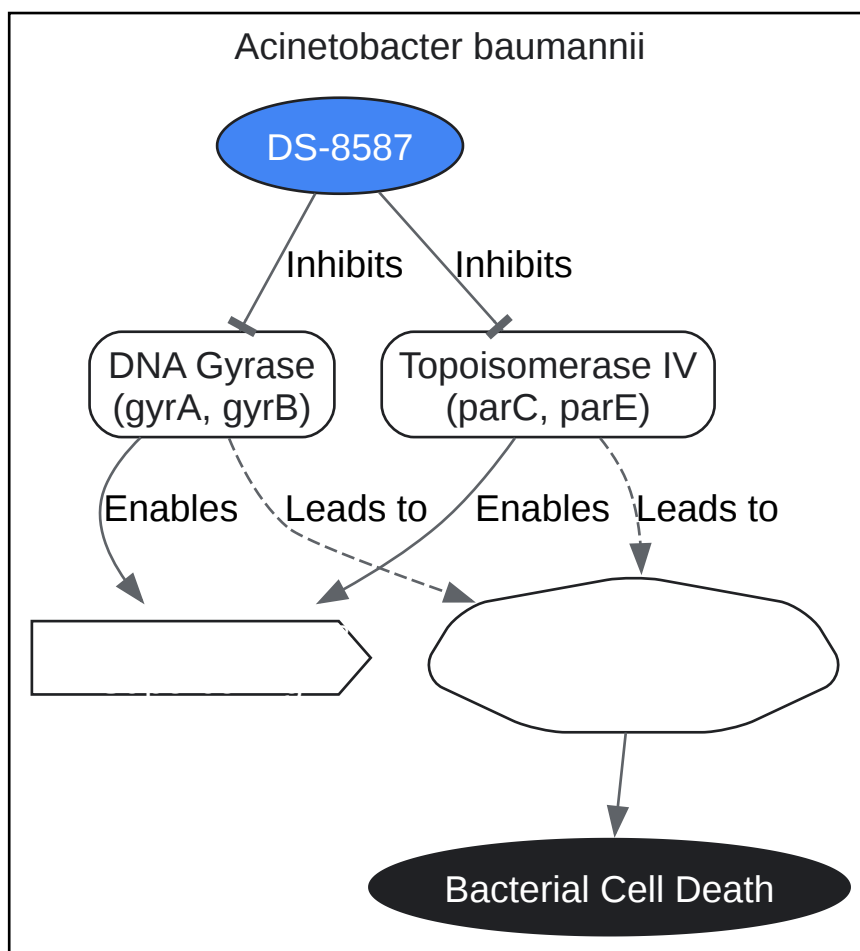 Acinetobacter baumannii
DS-8587
Inhibits
Inhibits
DNA Gyrase
(gyrA, gyrB)
Topoisomerase IV
(parC, parE)
Enables
Leads to
Enables
Leads to
Bacterial Cell Death